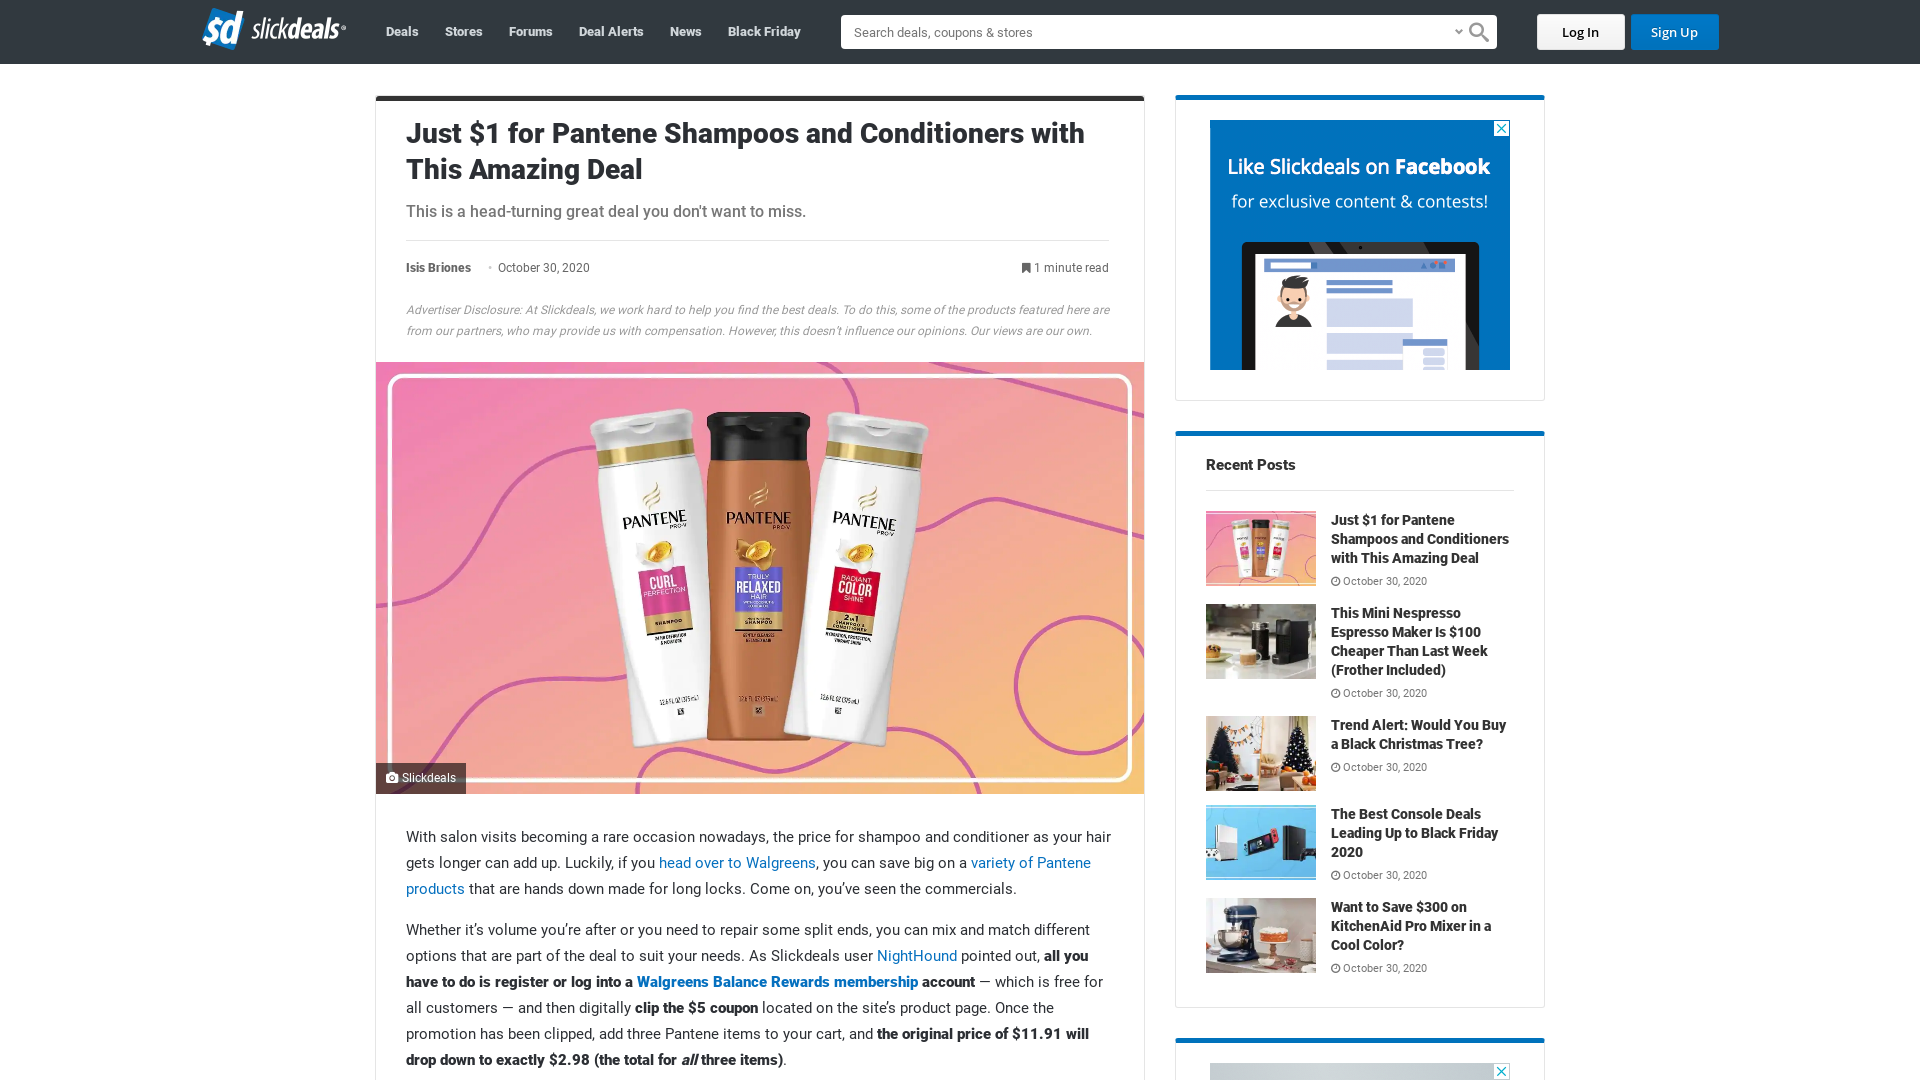 $d slickdeals
Deals
Stores
Forums
Deal Alerts
News
Black Friday
Search deals, coupons & stores
Log In
Sign Up
Just $1 for Pantene Shampoos and Conditioners with
This Amazing Deal
This is a head-turning great deal you don't want to miss.
Isis Briones • October 30, 2020
1 minute read
Advertiser Disclosure: At Slickdeals, we work hard to help you find the best deals. To do this, some of the products featured here are
from our partners, who may provide us with compensation. However, this doesn't influence our opinions. Our views are our own.
PANTENE
PRO-V
CURL
PERFECTION
SHAMPOO
12.6 FL OZ (375 mL)
PANTENE
PRO-V
TRULY
RELAXED
HAIR
SHAMPOO
12.6 FL OZ (375 mL)
PANTENE
PRO-V
RADIANT
COLOR
SHINE
2 in 1
SHAMPOO &
CONDITIONER
12.6 FL OZ (375 mL)
Slickdeals
With salon visits becoming a rare occasion nowadays, the price for shampoo and conditioner as your hair
gets longer can add up. Luckily, if you head over to Walgreens, you can save big on a variety of Pantene
products that are hands down made for long locks. Come on, you've seen the commercials.
Whether it's volume you're after or you need to repair some split ends, you can mix and match different
options that are part of the deal to suit your needs. As Slickdeals user NightHound pointed out, all you
have to do is register or log into a Walgreens Balance Rewards membership account — which is free for
all customers — and then digitally clip the $5 coupon located on the site's product page. Once the
promotion has been clipped, add three Pantene items to your cart, and the original price of $11.91 will
drop down to exactly $2.98 (the total for all three items).
Like Slickdeals on Facebook
for exclusive content & contests!
Recent Posts
Just $1 for Pantene
Shampoos and Conditioners
with This Amazing Deal
October 30, 2020
This Mini Nespresso
Espresso Maker Is $100
Cheaper Than Last Week
(Frother Included)
October 30, 2020
Trend Alert: Would You Buy
a Black Christmas Tree?
October 30, 2020
The Best Console Deals
Leading Up to Black Friday
2020
October 30, 2020
Want to Save $300 on
KitchenAid Pro Mixer in a
Cool Color?
October 30, 2020